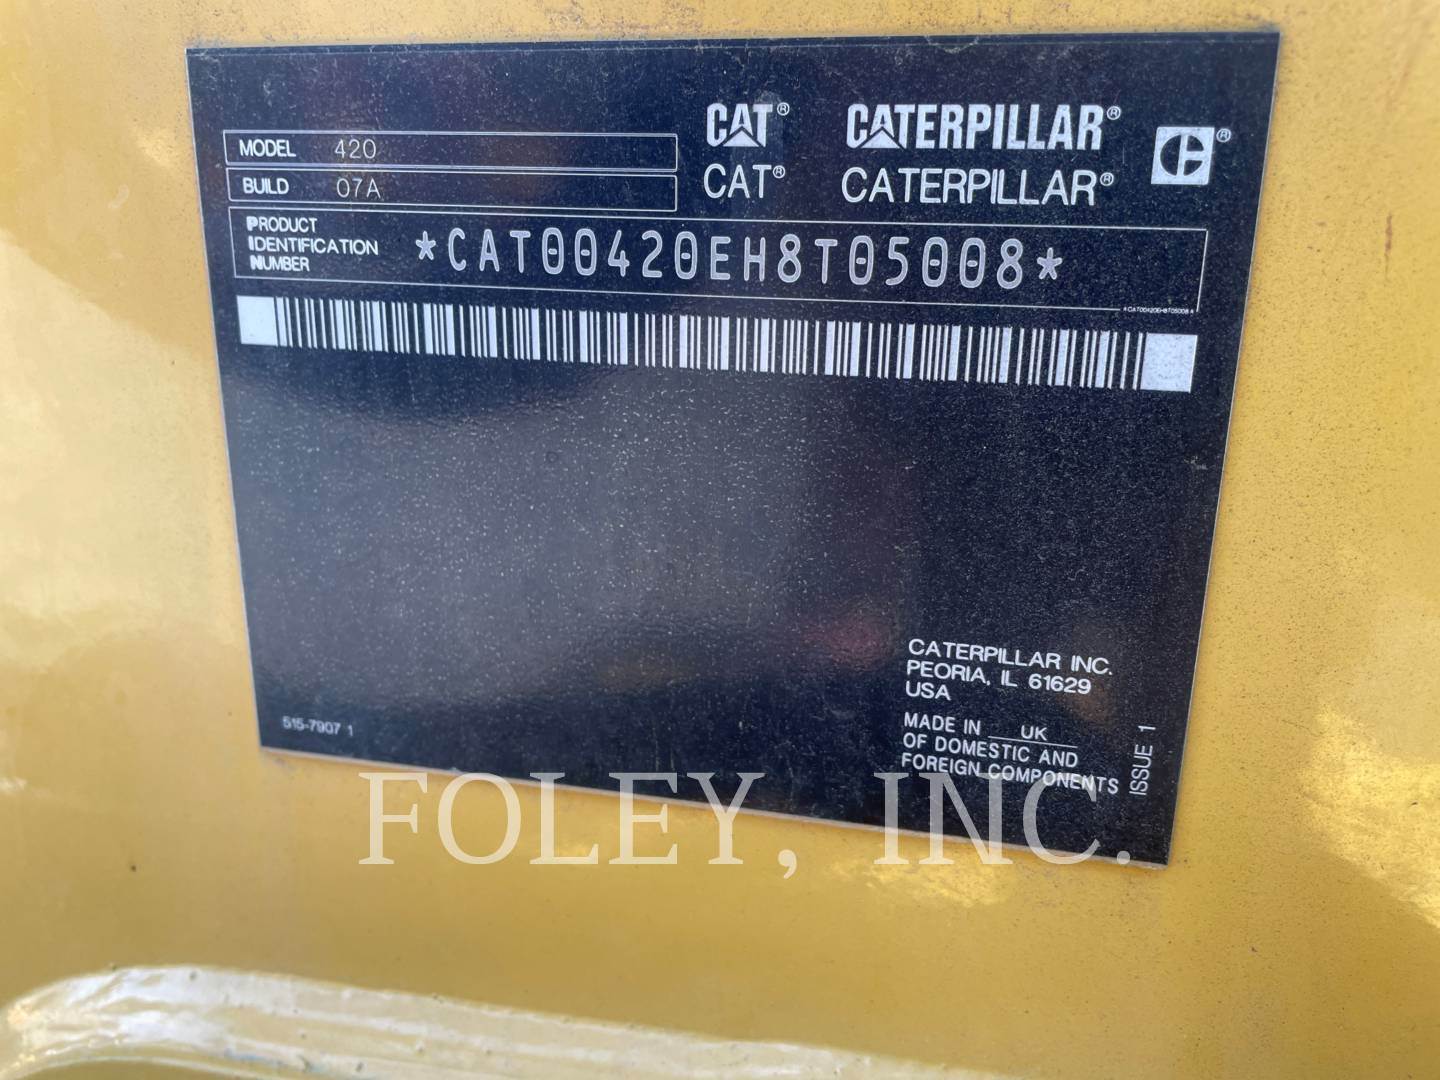 CAT® CATERPILLAR® C®
CAT® CATERPILLAR®
MODEL 420
BUILD 07A
PRODUCT
IDENTIFICATION
NUMBER
*CAT00420EH8T05008*
*CAT00420EH8T05008*
CATERPILLAR INC.
PEORIA, IL 61629
USA
MADE IN UK
OF DOMESTIC AND
FOREIGN COMPONENTS
ISSUE 1
515-7907 1
FOLEY, INC.